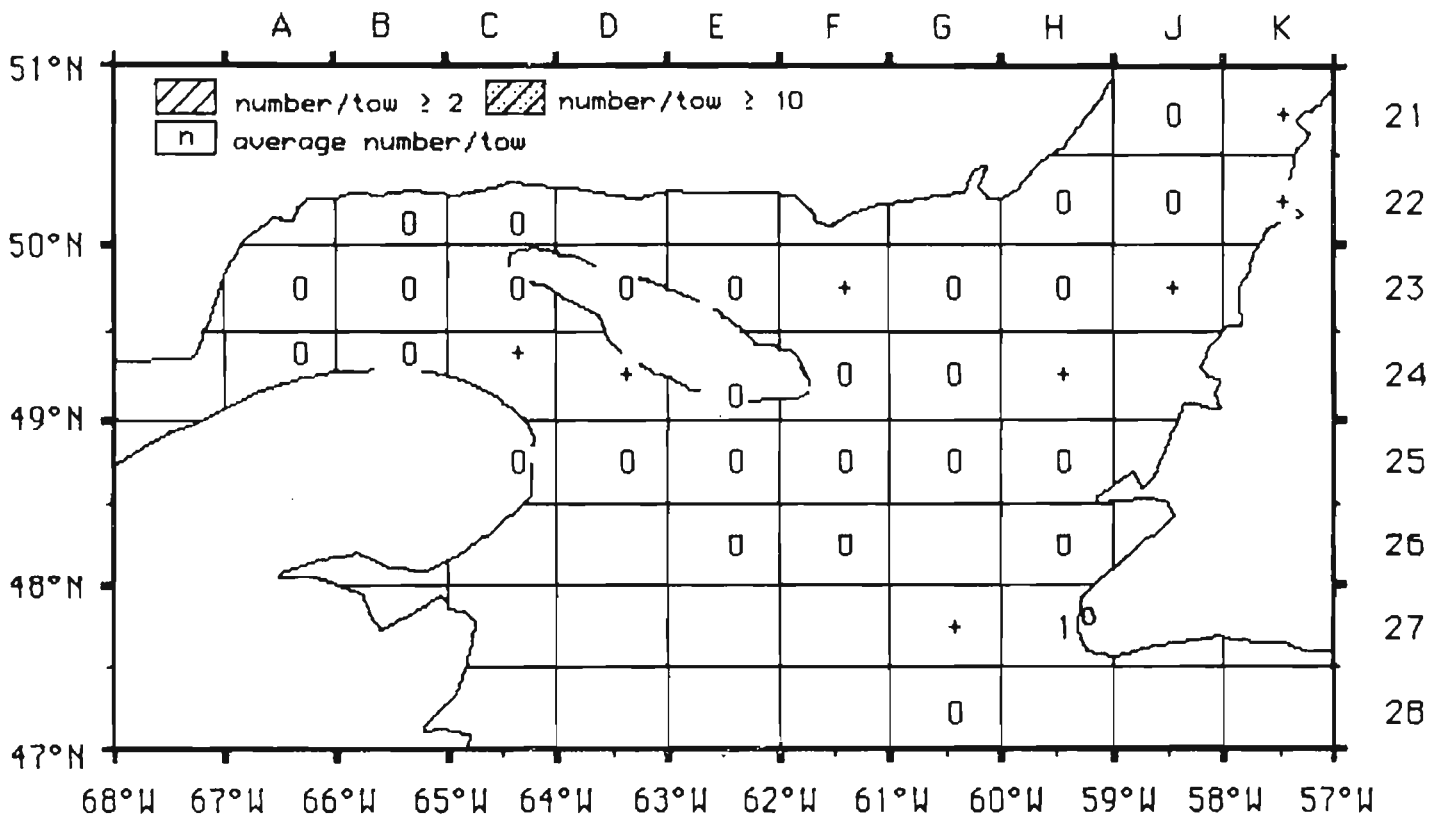 A B C D E F G H J K
51°N
number/tow ≥ 2 number/tow ≥ 10
n average number/tow
0 + 21
0 0 0 0 + 22
50°N
0 0 0 0 0 + 0 0 + 23
0 0 + + 0 0 0 + 24
49°N
0 0 0 0 0 0 25
0 0 0 26
48°N
+ 1 0 27
0 28
47°N
68°W 67°W 66°W 65°W 64°W 63°W 62°W 61°W 60°W 59°W 58°W 57°W